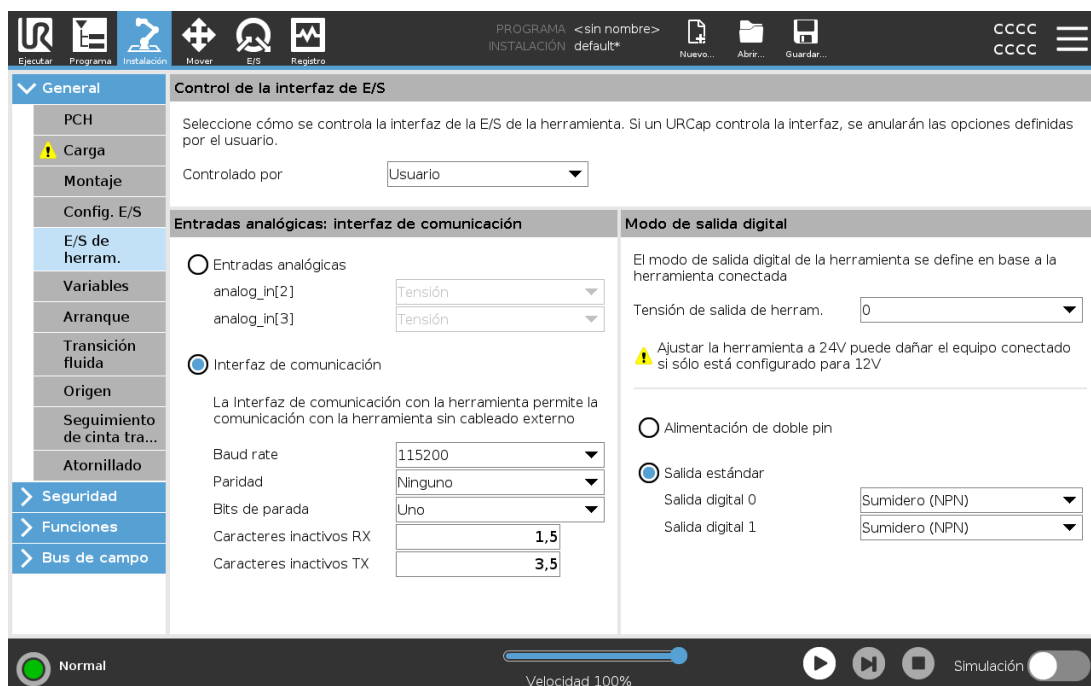 PROGRAMA <sin nombre>
INSTALACIÓN default*
CCCC
CCCC
Ejecutar
Programa
Instalación
Mover
E/S
Registro
Nuevo...
Abrir...
Guardar...
General
PCH
Carga
Montaje
Config. E/S
E/S de
herram.
Variables
Arranque
Transición
fluida
Origen
Seguimiento
de cinta tra...
Atornillado
Seguridad
Funciones
Bus de campo
Control de la interfaz de E/S
Seleccione cómo se controla la interfaz de la E/S de la herramienta. Si un URCap controla la interfaz, se anularán las opciones definidas
por el usuario.
Controlado por Usuario
Entradas analógicas: interfaz de comunicación
Entradas analógicas
analog_in[2] Tensión
analog_in[3] Tensión
Interfaz de comunicación
La Interfaz de comunicación con la herramienta permite la
comunicación con la herramienta sin cableado externo
Baud rate 115200
Paridad Ninguno
Bits de parada Uno
Caracteres inactivos RX 1,5
Caracteres inactivos TX 3,5
Modo de salida digital
El modo de salida digital de la herramienta se define en base a la
herramienta conectada
Tensión de salida de herram. 0
Ajustar la herramienta a 24V puede dañar el equipo conectado
si sólo está configurado para 12V
Alimentación de doble pin
Salida estándar
Salida digital 0 Sumidero (NPN)
Salida digital 1 Sumidero (NPN)
Normal
Velocidad 100%
Simulación